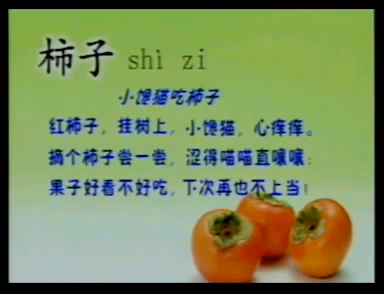 柿子 shì zi
小馋猫吃柿子
红柿子，挂树上，小馋猫，心痒痒。
摘个柿子尝一尝，涩得喵喵直嚷嚷：
果子好看不好吃，下次再也不上当！